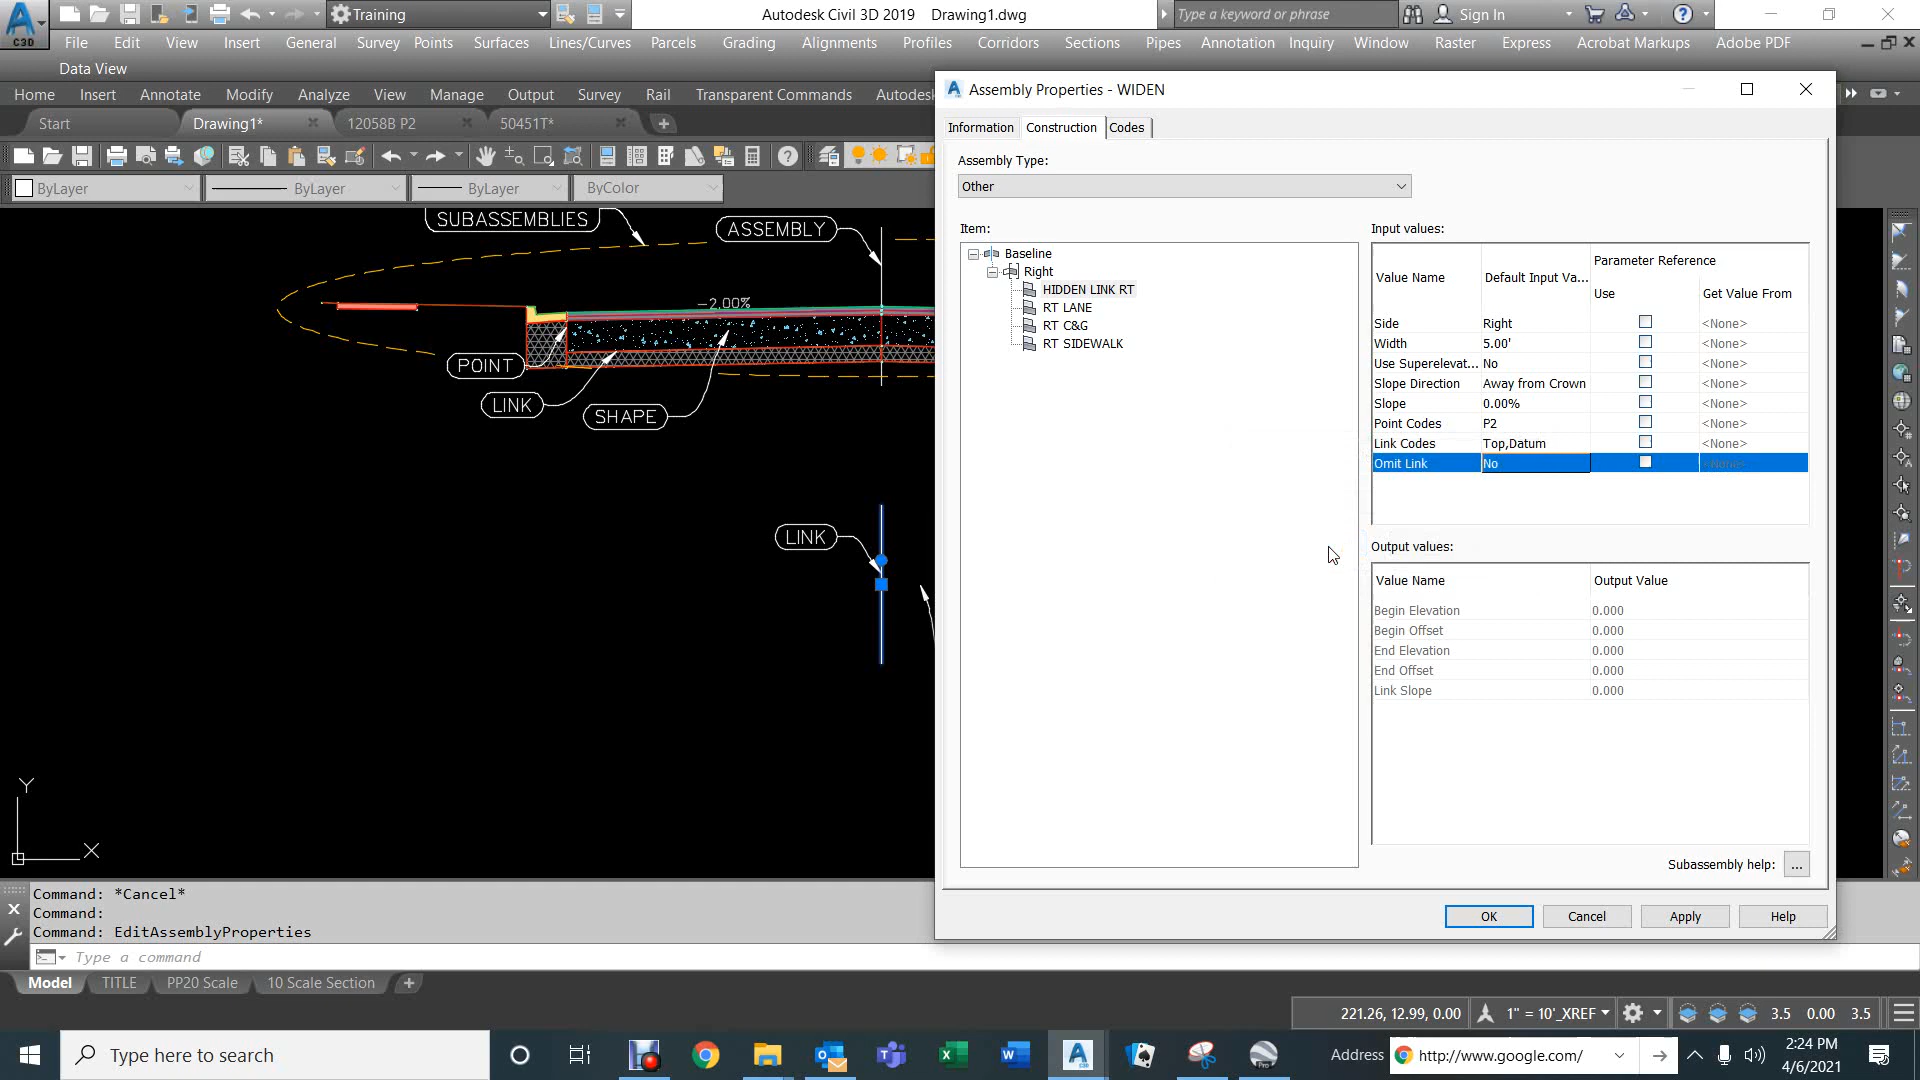 Training
Autodesk Civil 3D 2019 Drawing1.dwg
Type a keyword or phrase
Sign In
C3D
File Edit View Insert General Survey Points Surfaces Lines/Curves Parcels Grading Alignments Profiles Corridors Sections Pipes Annotation Inquiry Window Raster Express Acrobat Markups Adobe PDF
Data View
Home Insert Annotate Modify Analyze View Manage Output Survey Rail Transparent Commands Autodesk
Start Drawing1* 12058B P2 50451T*
ByLayer ByLayer ByLayer ByColor
SUBASSEMBLIES
ASSEMBLY
-2.00%
POINT
LINK
SHAPE
LINK
Y
X
Assembly Properties - WIDEN
Information Construction Codes
Assembly Type:
Other
Item:
Baseline
Right
HIDDEN LINK RT
RT LANE
RT C&G
RT SIDEWALK
Input values:
Value Name Default Input Va... Parameter Reference
Use Get Value From
Side Right <None>
Width 5.00' <None>
Use Superelevat... No <None>
Slope Direction Away from Crown <None>
Slope 0.00% <None>
Point Codes P2 <None>
Link Codes Top,Datum <None>
Omit Link No <None>
Output values:
Value Name Output Value
Begin Elevation 0.000
Begin Offset 0.000
End Elevation 0.000
End Offset 0.000
Link Slope 0.000
Subassembly help: ...
OK Cancel Apply Help
Command: *Cancel*
Command:
Command: EditAssemblyProperties
Type a command
Model TITLE PP20 Scale 10 Scale Section
221.26, 12.99, 0.00 1" = 10'_XREF 3.5 0.00 3.5
Type here to search
Address http://www.google.com/
2:24 PM
4/6/2021